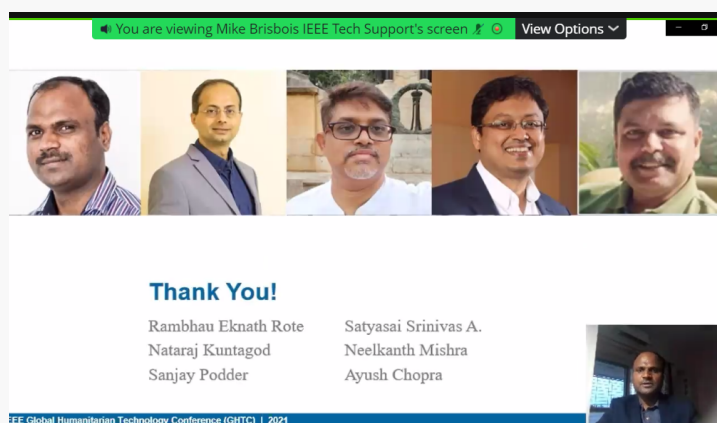 You are viewing Mike Brisbois IEEE Tech Support's screen
View Options
Thank You!
Rambhau Eknath Rote
Nataraj Kuntagod
Sanjay Podder
Satyasai Srinivas A.
Neelkanth Mishra
Ayush Chopra
IEEE Global Humanitarian Technology Conference (GHTC) | 2021